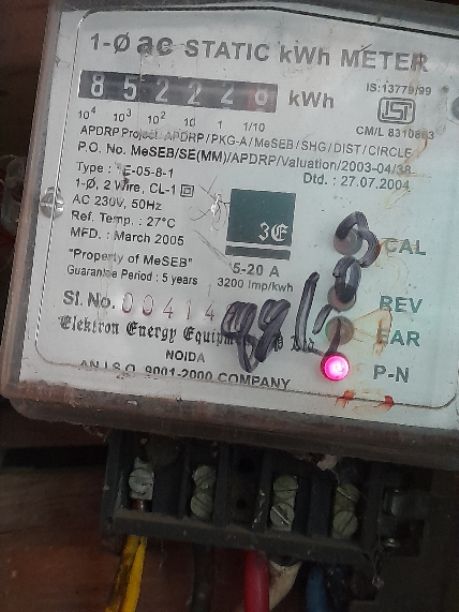 1-Ø ac STATIC kWh METER
8 5 2 2 2 kWh
IS:13779/99
10⁴ 10³ 10² 10 1 1/10
CM/L 8310883
APDRP Project: APDRP/PKG-A/MeSEB/SHG/DIST/CIRCLE
P.O. No. MeSEB/SE(MM)/APDRP/Valuation/2003-04/38
Dtd. : 27.07.2004
Type : E-05-8-1
1-Ø, 2 Wire, CL-1
AC 230V, 50Hz
Ref. Temp. : 27°C
MFD. : March 2005
3E
CAL
"Property of MeSEB"
Guarantee Period : 5 years
5-20 A
3200 Imp/kwh
REV
Sl. No. 00414
EAR
Elektron Energy Equipment Ltd.
P-N
NOIDA
AN I.S.O. 9001-2000 COMPANY